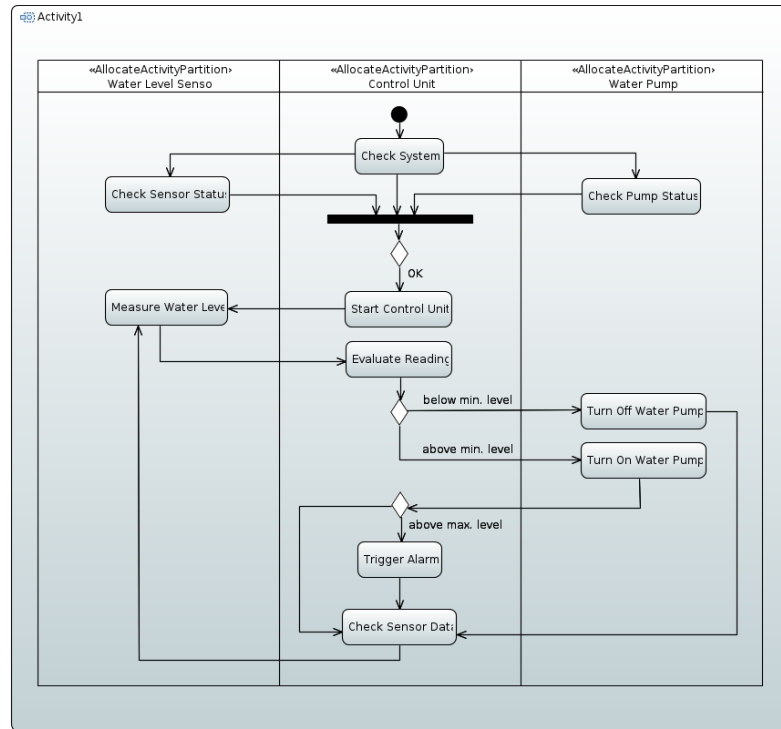 Activity1
«AllocateActivityPartition»
Water Level Senso
«AllocateActivityPartition»
Control Unit
«AllocateActivityPartition»
Water Pump
Check System
Check Sensor Statu
Check Pump Status
OK
Measure Water Leve
Start Control Unit
Evaluate Reading
below min. level
Turn Off Water Pump
above min. level
Turn On Water Pump
above max. level
Trigger Alarm
Check Sensor Data